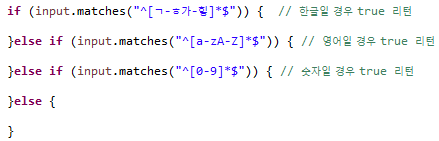 if (input.matches("^[ㄱ-ㅎ가-힣]*$")) {  // 한글일 경우 true 리턴
}else if (input.matches("^[a-zA-Z]*$")) { // 영어일 경우 true 리턴
}else if (input.matches("^[0-9]*$")) { // 숫자일 경우 true 리턴
}else {
}